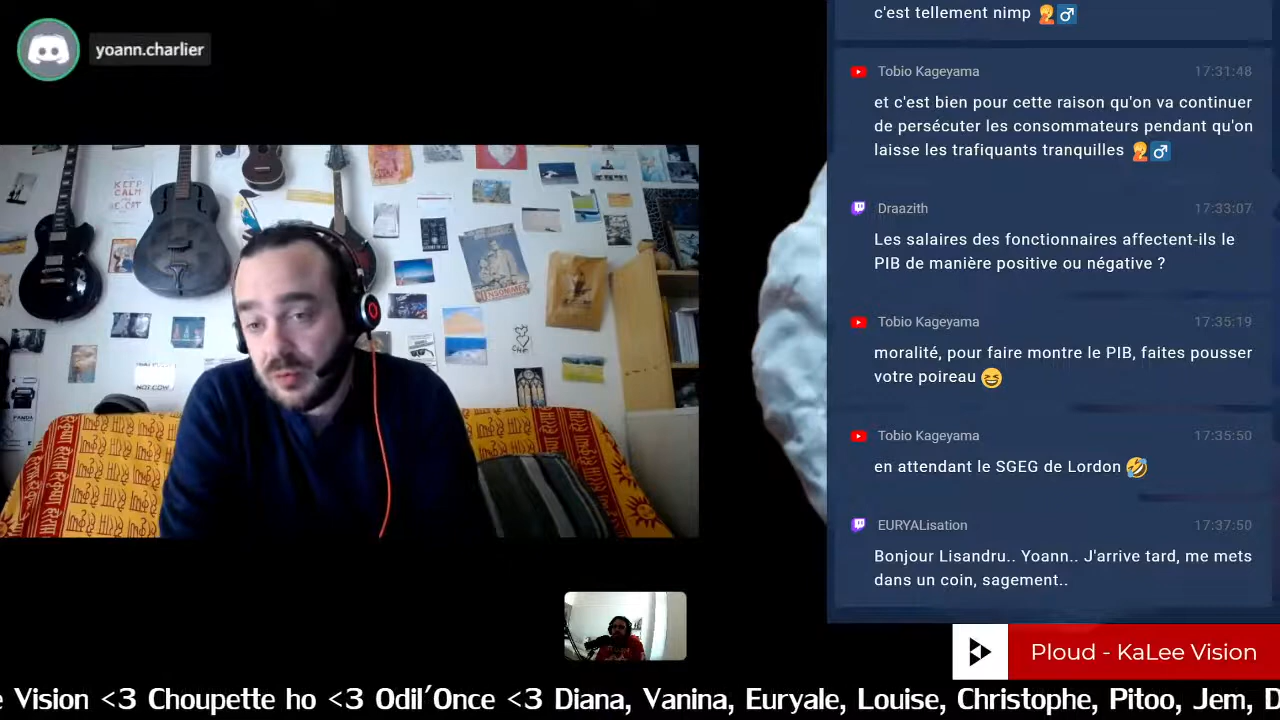 yoann.charlier
KEEP
CALM
INSOMNIE?
NOT COW
c'est tellement nimp 🤦‍♂️
Tobio Kageyama 17:31:48
et c'est bien pour cette raison qu'on va continuer
de persécuter les consommateurs pendant qu'on
laisse les trafiquants tranquilles 🤦‍♂️
Draazith 17:33:07
Les salaires des fonctionnaires affectent-ils le
PIB de manière positive ou négative ?
Tobio Kageyama 17:35:19
moralité, pour faire montre le PIB, faites pousser
votre poireau 😆
Tobio Kageyama 17:35:50
en attendant le SGEG de Lordon 🤣
EURYALisation 17:37:50
Bonjour Lisandru.. Yoann.. J'arrive tard, me mets
dans un coin, sagement..
Ploud - KaLee Vision
e Vision <3 Choupette ho <3 Odil'Once <3 Diana, Vanina, Euryale, Louise, Christophe, Pitoo, Jem, D